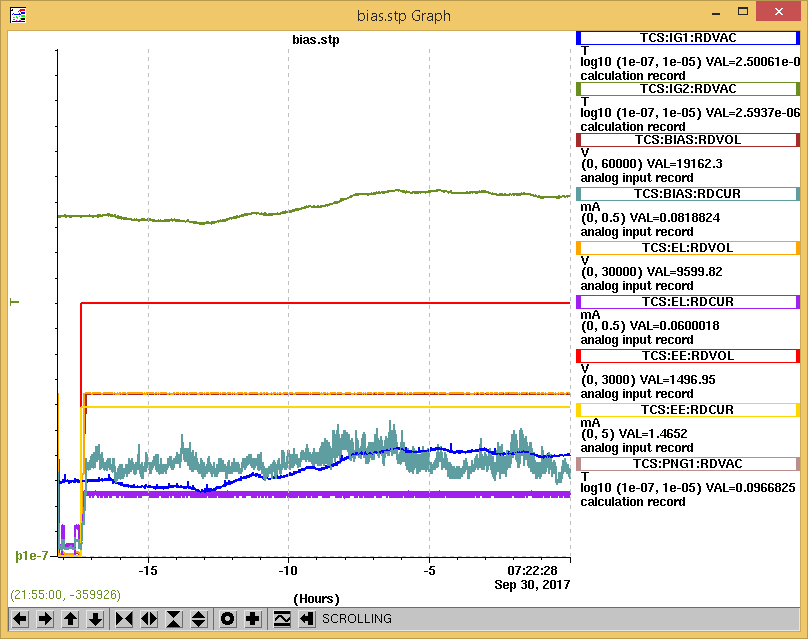 bias.stp Graph
bias.stp
TCS:IG1:RDVAC
T
log10 (1e-07, 1e-05) VAL=2.50061e-0
calculation record
TCS:IG2:RDVAC
T
log10 (1e-07, 1e-05) VAL=2.5937e-06
calculation record
TCS:BIAS:RDVOL
V
(0, 60000) VAL=19162.3
analog input record
TCS:BIAS:RDCUR
mA
(0, 0.5) VAL=0.0818824
analog input record
TCS:EL:RDVOL
V
(0, 30000) VAL=9599.82
analog input record
TCS:EL:RDCUR
mA
(0, 0.5) VAL=0.0600018
analog input record
TCS:EE:RDVOL
V
(0, 3000) VAL=1496.95
analog input record
TCS:EE:RDCUR
mA
(0, 5) VAL=1.4652
analog input record
TCS:PNG1:RDVAC
T
log10 (1e-07, 1e-05) VAL=0.0966825
calculation record
T
1e-7
-15
-10
-5
07:22:28
Sep 30, 2017
(21:55:00, -359926)
(Hours)
SCROLLING